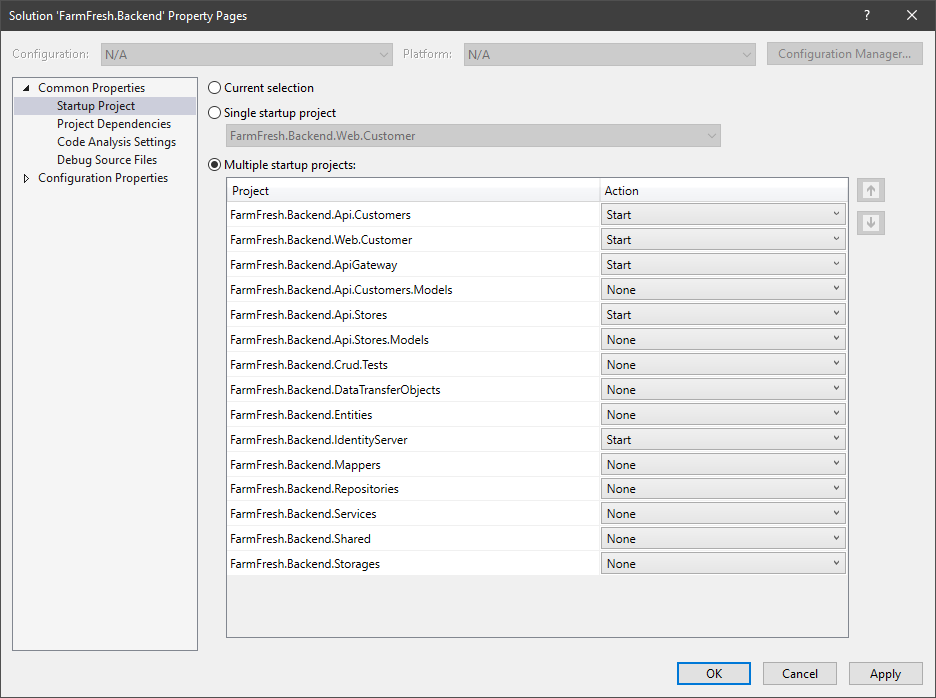 Solution 'FarmFresh.Backend' Property Pages ?
Configuration: N/A Platform: N/A Configuration Manager...
Common Properties
Startup Project
Project Dependencies
Code Analysis Settings
Debug Source Files
Configuration Properties
Current selection
Single startup project
FarmFresh.Backend.Web.Customer
Multiple startup projects:
Project Action
FarmFresh.Backend.Api.Customers Start
FarmFresh.Backend.Web.Customer Start
FarmFresh.Backend.ApiGateway Start
FarmFresh.Backend.Api.Customers.Models None
FarmFresh.Backend.Api.Stores Start
FarmFresh.Backend.Api.Stores.Models None
FarmFresh.Backend.Crud.Tests None
FarmFresh.Backend.DataTransferObjects None
FarmFresh.Backend.Entities None
FarmFresh.Backend.IdentityServer Start
FarmFresh.Backend.Mappers None
FarmFresh.Backend.Repositories None
FarmFresh.Backend.Services None
FarmFresh.Backend.Shared None
FarmFresh.Backend.Storages None
OK Cancel Apply